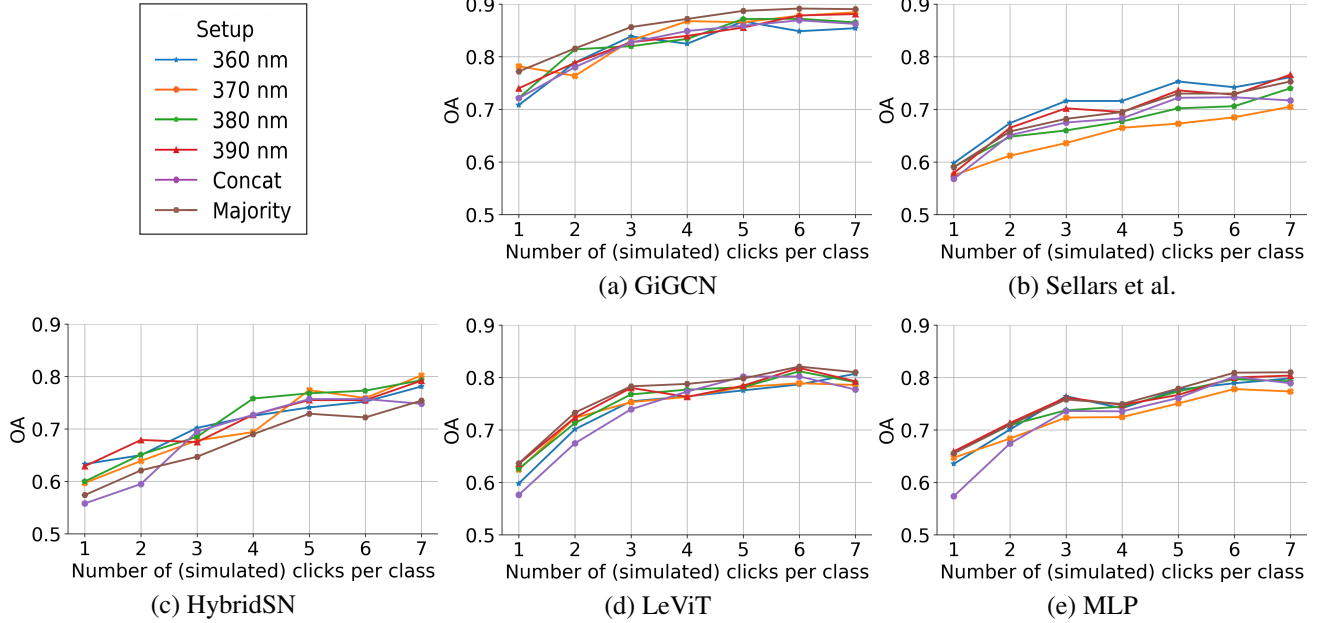 Setup
360 nm
370 nm
380 nm
390 nm
Concat
Majority
0.9
0.8
0.7
0.6
0.5
OA
1 2 3 4 5 6 7
Number of (simulated) clicks per class
(a) GiGCN
0.9
0.8
0.7
0.6
0.5
OA
1 2 3 4 5 6 7
Number of (simulated) clicks per class
(b) Sellars et al.
0.9
0.8
0.7
0.6
0.5
OA
1 2 3 4 5 6 7
Number of (simulated) clicks per class
(c) HybridSN
0.9
0.8
0.7
0.6
0.5
OA
1 2 3 4 5 6 7
Number of (simulated) clicks per class
(d) LeViT
0.9
0.8
0.7
0.6
0.5
OA
1 2 3 4 5 6 7
Number of (simulated) clicks per class
(e) MLP